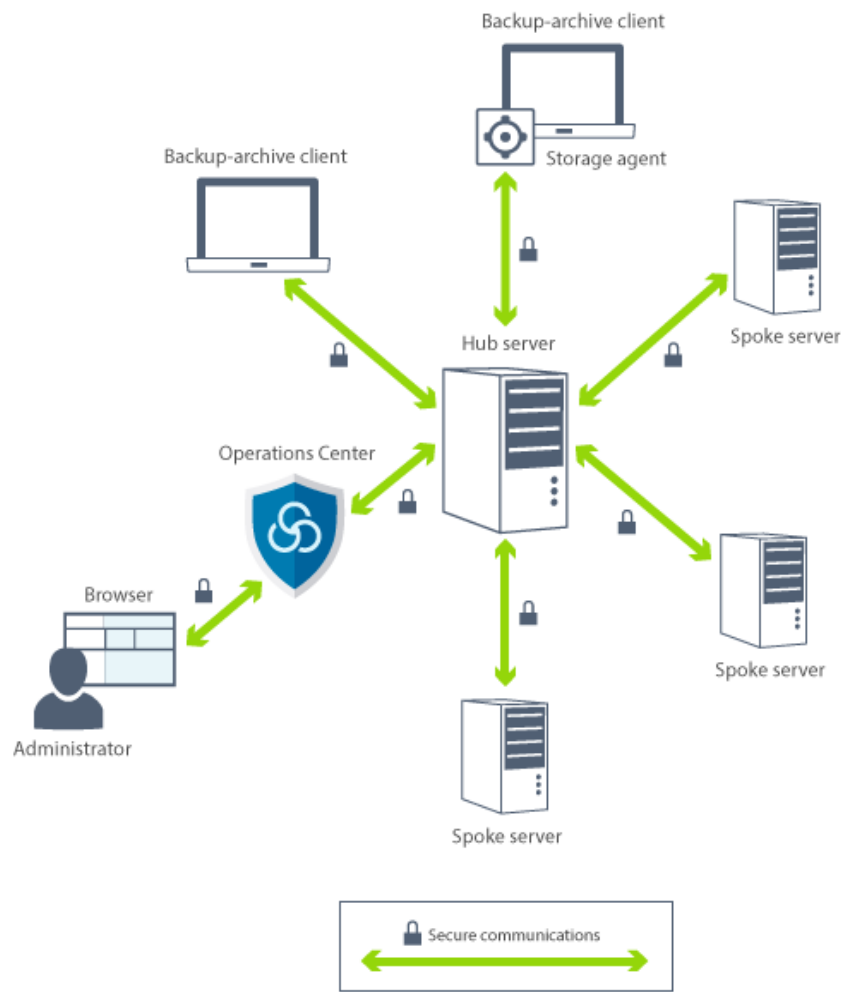 Backup-archive client
Storage agent
Backup-archive client
Spoke server
Hub server
Operations Center
Browser
Administrator
Spoke server
Spoke server
Secure communications